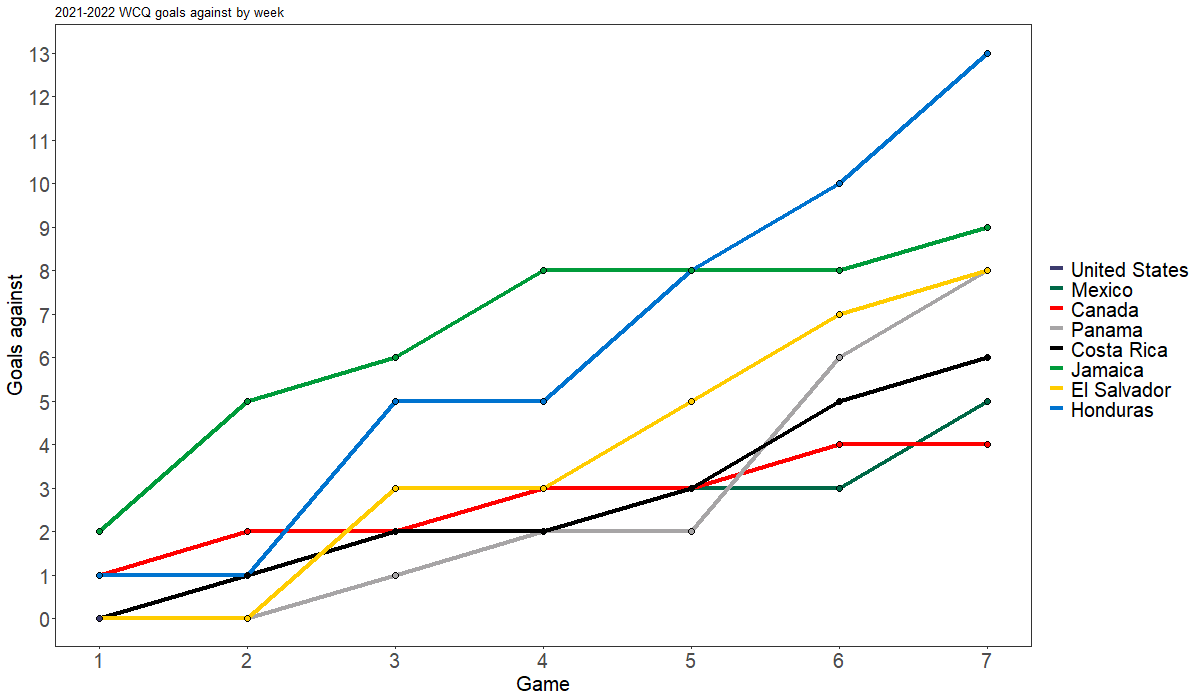 2021-2022 WCQ goals against by week
Goals against
13
12
11
10
9
8
7
6
5
4
3
2
1
0
1 2 3 4 5 6 7
Game
United States
Mexico
Canada
Panama
Costa Rica
Jamaica
El Salvador
Honduras